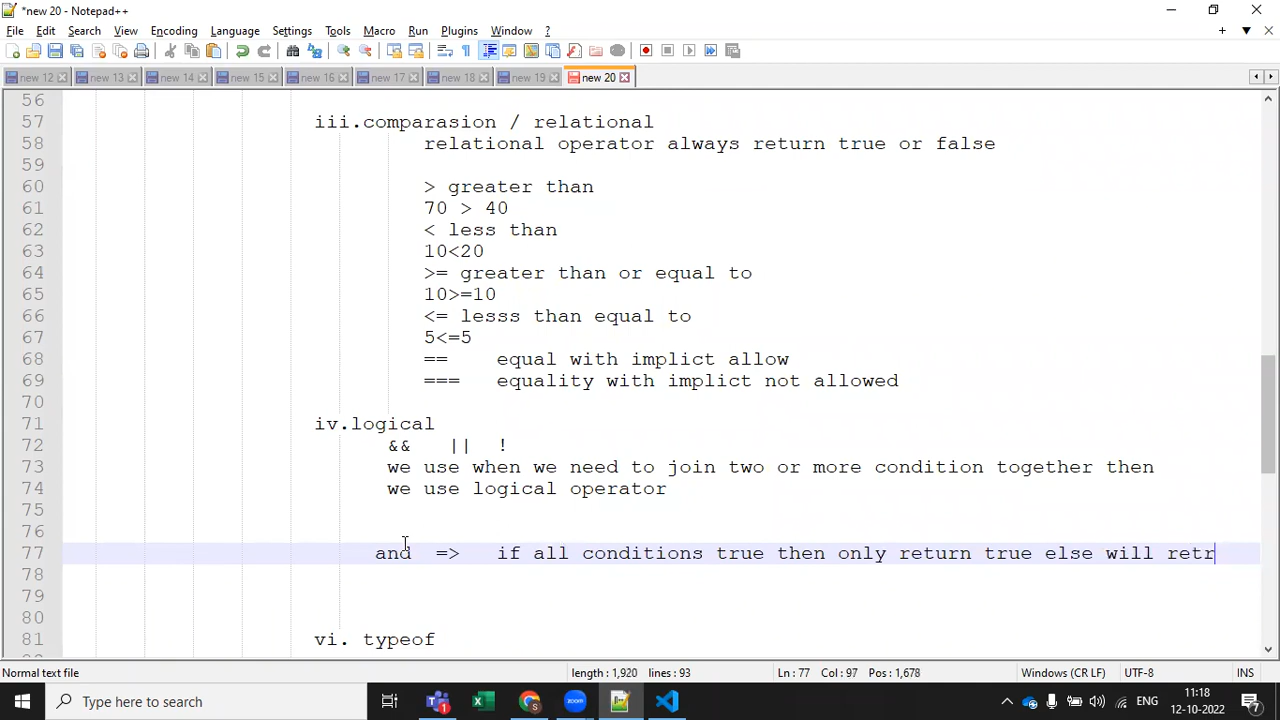 *new 20 - Notepad++
File Edit Search View Encoding Language Settings Tools Macro Run Plugins Window ?
new 12 new 13 new 14 new 15 new 16 new 17 new 18 new 19 new 20
56
57 iii.comparasion / relational
58 relational operator always return true or false
59
60 > greater than
61 70 > 40
62 < less than
63 10<20
64 >= greater than or equal to
65 10>=10
66 <= lesss than equal to
67 5<=5
68 == equal with implict allow
69 === equality with implict not allowed
70
71 iv.logical
72 && || !
73 we use when we need to join two or more condition together then
74 we use logical operator
75
76
77 and => if all conditions true then only return true else will retr
78
79
80
81 vi. typeof
Normal text file length : 1,920 lines : 93 Ln : 77 Col : 97 Pos : 1,678 Windows (CR LF) UTF-8 INS
Type here to search ENG 11:18
12-10-2022 7